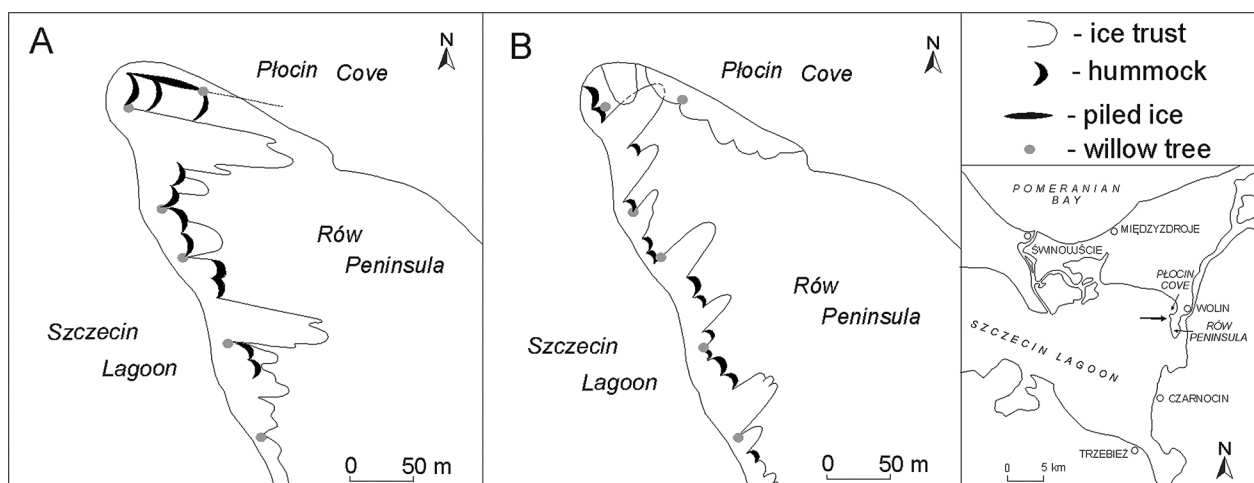 A
N
Płocin Cove
Rów
Peninsula
Szczecin
Lagoon
0 50 m
B
N
Płocin Cove
Rów
Peninsula
Szczecin
Lagoon
0 50 m
- ice trust
- hummock
- piled ice
- willow tree
POMERANIAN
BAY
MIĘDZYZDROJE
ŚWINOUJŚCIE
PŁOCIN
COVE
WOLIN
RÓW
PENINSULA
SZCZECIN LAGOON
CZARNOCIN
TRZEBIEŻ
N
0 5 km